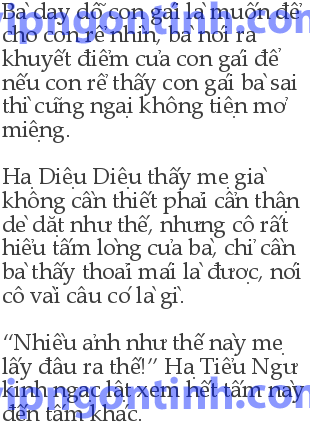 Bà dạy dỗ con gái là muốn để
cho con rể nhìn, bà nói ra
khuyết điểm của con gái để
nếu con rể thấy con gái bà sai
thì cũng ngại không tiện mở
miệng.
Hạ Diệu Diệu thấy mẹ già
không cần thiết phải cẩn thận
dè dặt như thế, nhưng cô rất
hiểu tấm lòng của bà, chỉ cần
bà thấy thoải mái là được, nói
cô vài câu có là gì.
“Nhiều ảnh như thế này mẹ
lấy đâu ra thế!” Hạ Tiểu Ngư
kinh ngạc lật xem hết tấm này
đến tấm khác.